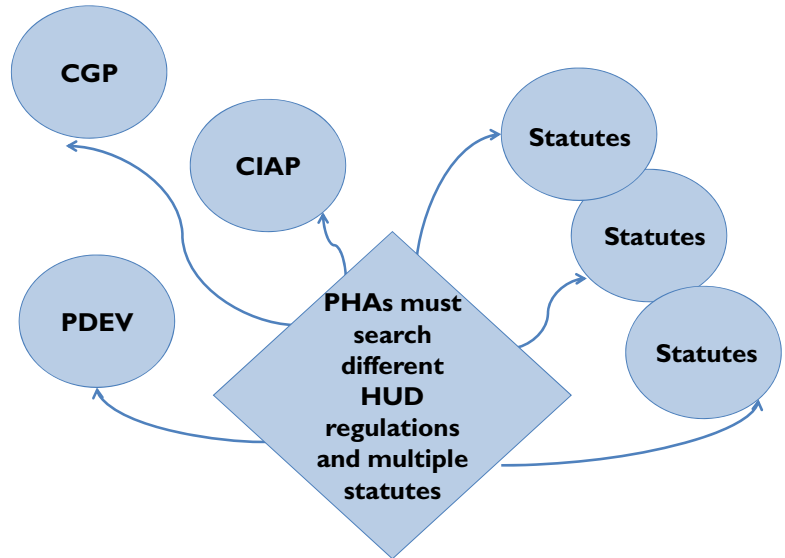 CGP
CIAP
PDEV
Statutes
Statutes
Statutes
PHAs must
search
different
HUD
regulations
and multiple
statutes